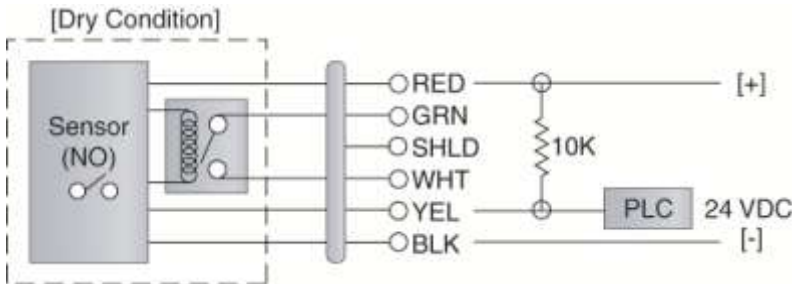 [Dry Condition]
Sensor
(NO)
RED
GRN
SHLD
WHT
YEL
BLK
10K
[+]
PLC
24 VDC
[-]